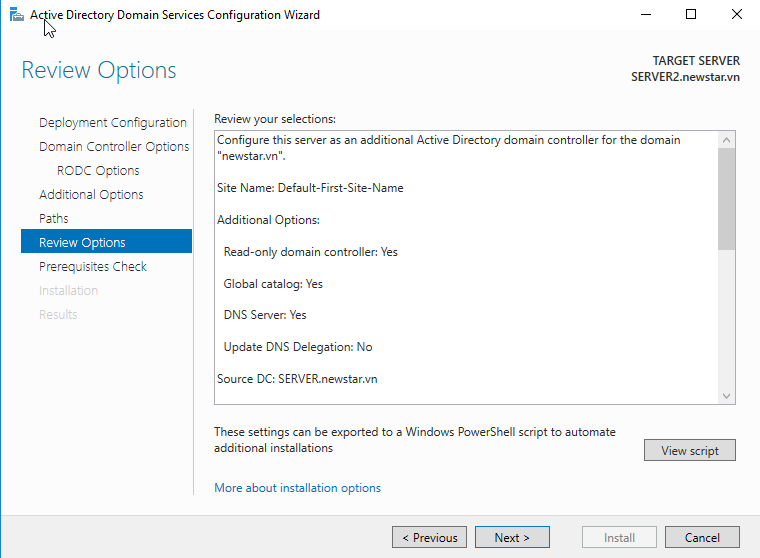 Active Directory Domain Services Configuration Wizard
Review Options
TARGET SERVER
SERVER2.newstar.vn
Deployment Configuration
Domain Controller Options
RODC Options
Additional Options
Paths
Review Options
Prerequisites Check
Installation
Results
Review your selections:
Configure this server as an additional Active Directory domain controller for the domain
"newstar.vn".
Site Name: Default-First-Site-Name
Additional Options:
Read-only domain controller: Yes
Global catalog: Yes
DNS Server: Yes
Update DNS Delegation: No
Source DC: SERVER.newstar.vn
These settings can be exported to a Windows PowerShell script to automate
additional installations
View script
More about installation options
< Previous
Next >
Install
Cancel